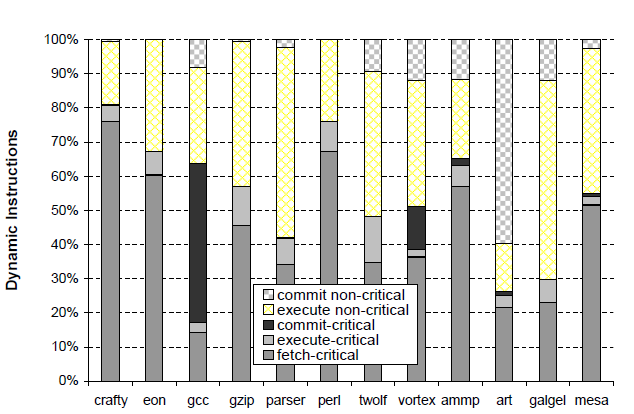 100%
90%
80%
70%
60%
50%
40%
30%
20%
10%
0%
Dynamic Instructions
commit non-critical
execute non-critical
commit-critical
execute-critical
fetch-critical
crafty eon gcc gzip parser perl twolf vortex ammp art galgel mesa